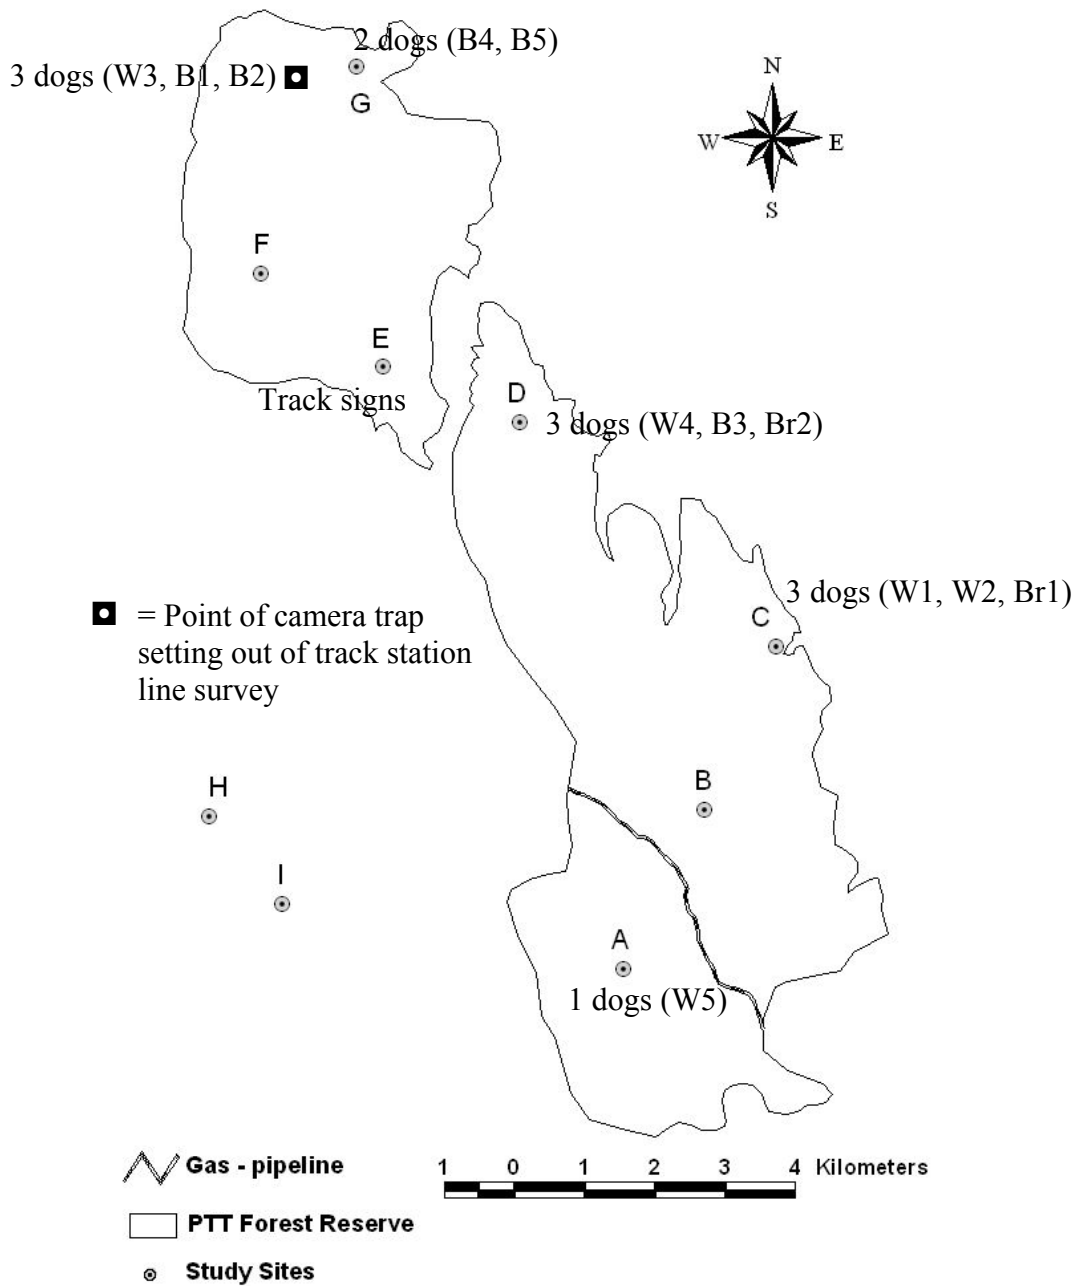 2 dogs (B4, B5)
3 dogs (W3, B1, B2)
G
N
W
E
S
F
E
D
Track signs
3 dogs (W4, B3, Br2)
3 dogs (W1, W2, Br1)
C
= Point of camera trap
setting out of track station
line survey
H
B
I
A
1 dogs (W5)
Gas - pipeline
1 0 1 2 3 4 Kilometers
PTT Forest Reserve
Study Sites